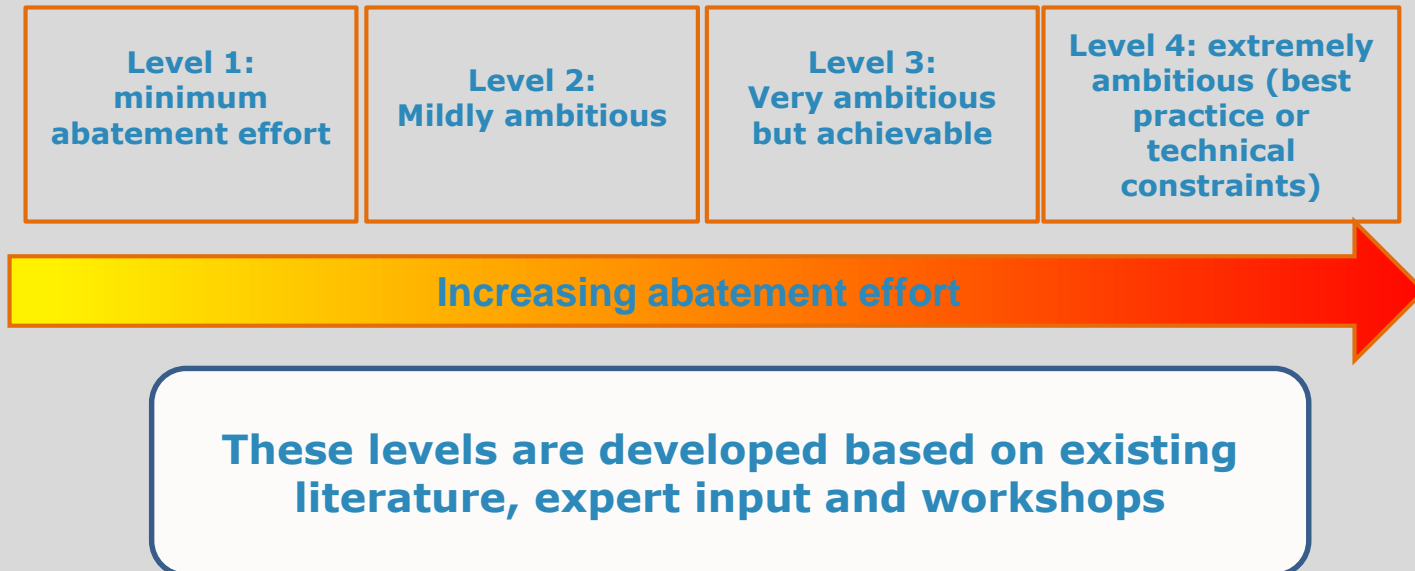 Level 1:
minimum
abatement effort
Level 2:
Mildly ambitious
Level 3:
Very ambitious
but achievable
Level 4: extremely
ambitious (best
practice or
technical
constraints)
Increasing abatement effort
These levels are developed based on existing
literature, expert input and workshops